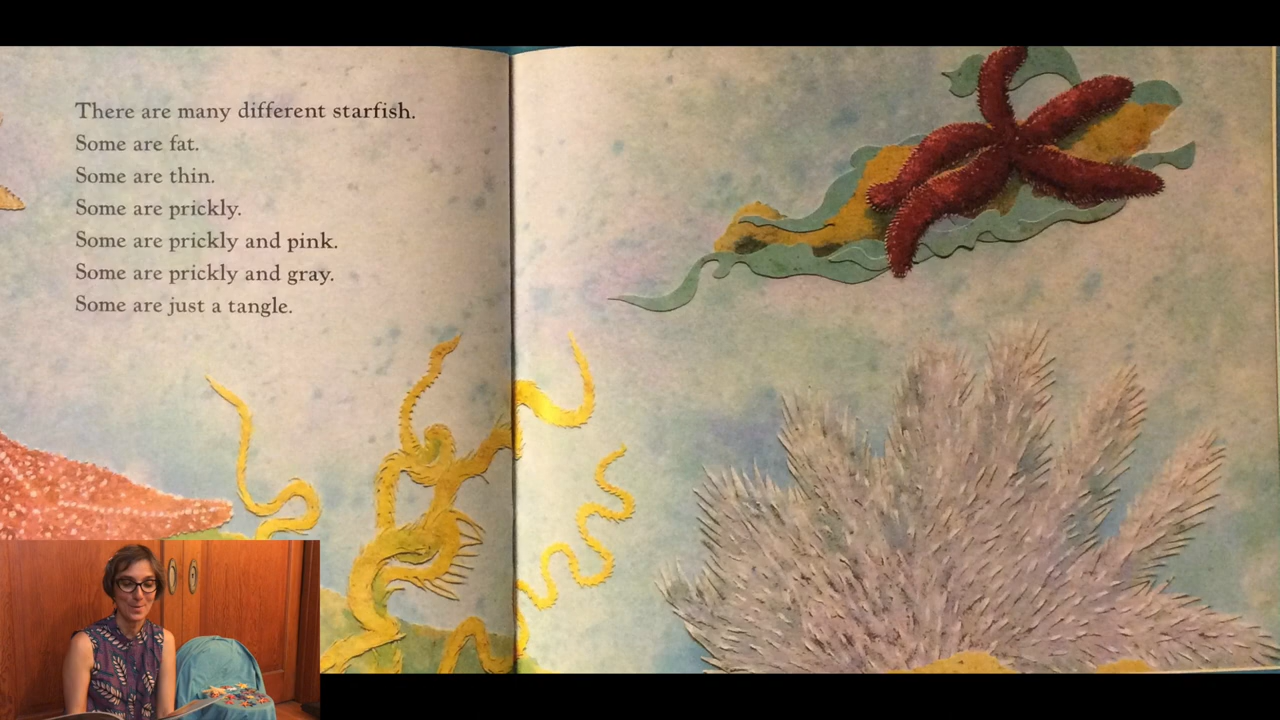 There are many different starfish.
Some are fat.
Some are thin.
Some are prickly.
Some are prickly and pink.
Some are prickly and gray.
Some are just a tangle.